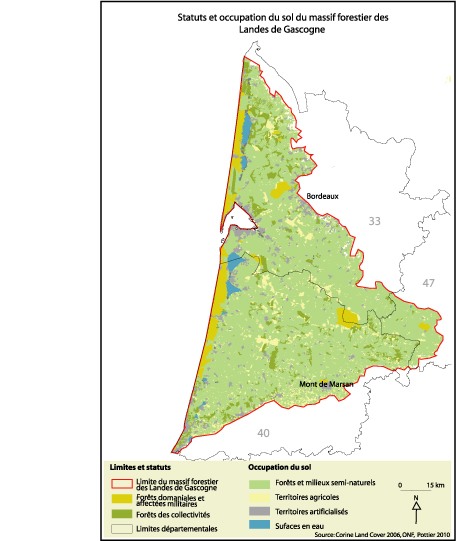 Statuts et occupation du sol du massif forestier des
Landes de Gascogne
Bordeaux
33
47
Mont de Marsan
40
Limites et statuts
Limite du massif forestier
des Landes de Gascogne
Forêts domaniales et
affectées militaires
Forêts des collectivités
Limites départementales
Occupation du sol
Forêts et milieux semi-naturels
Territoires agricoles
Territoires artificialisés
Sufaces en eau
0 15 km
N
Source: Corine Land Cover 2006, ONF, Pottier 2010